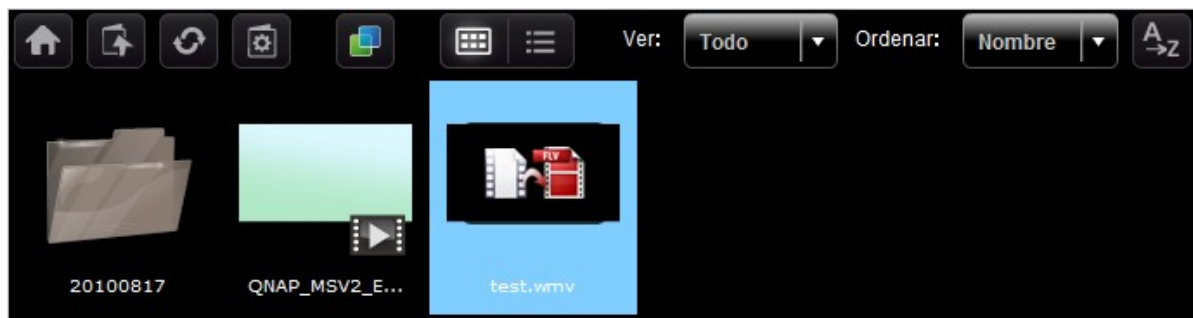 Ver: Todo Ordenar: Nombre A→Z
FLV
20100817 QNAP_MSV2_E... test.wmv